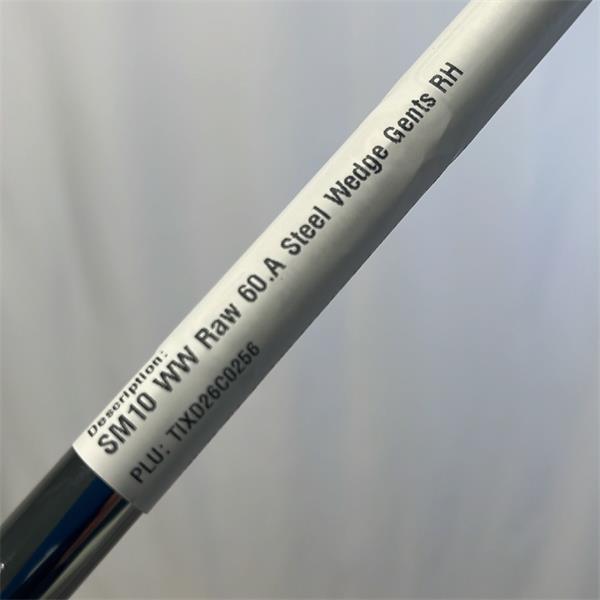 Description:
SM10 WW Raw 60.A Steel Wedge Gents RH
PLU: TIXD26C0256